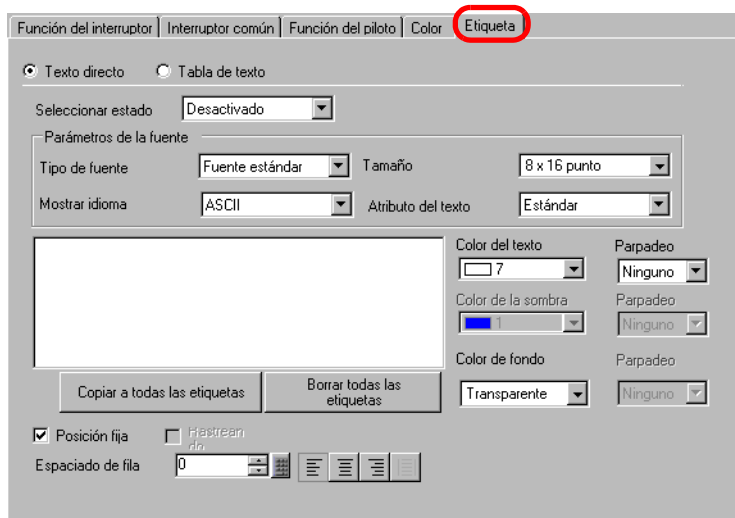 Función del interruptor Interruptor común Función del piloto Color Etiqueta
Texto directo Tabla de texto
Seleccionar estado Desactivado
Parámetros de la fuente
Tipo de fuente Fuente estándar Tamaño 8 x 16 punto
Mostrar idioma ASCII Atributo del texto Estándar
Color del texto Parpadeo
7 Ninguno
Color de la sombra Parpadeo
1 Ninguno
Color de fondo Parpadeo
Transparente Ninguno
Copiar a todas las etiquetas Borrar todas las etiquetas
Posición fija Rastrean
do
Espaciado de fila 0